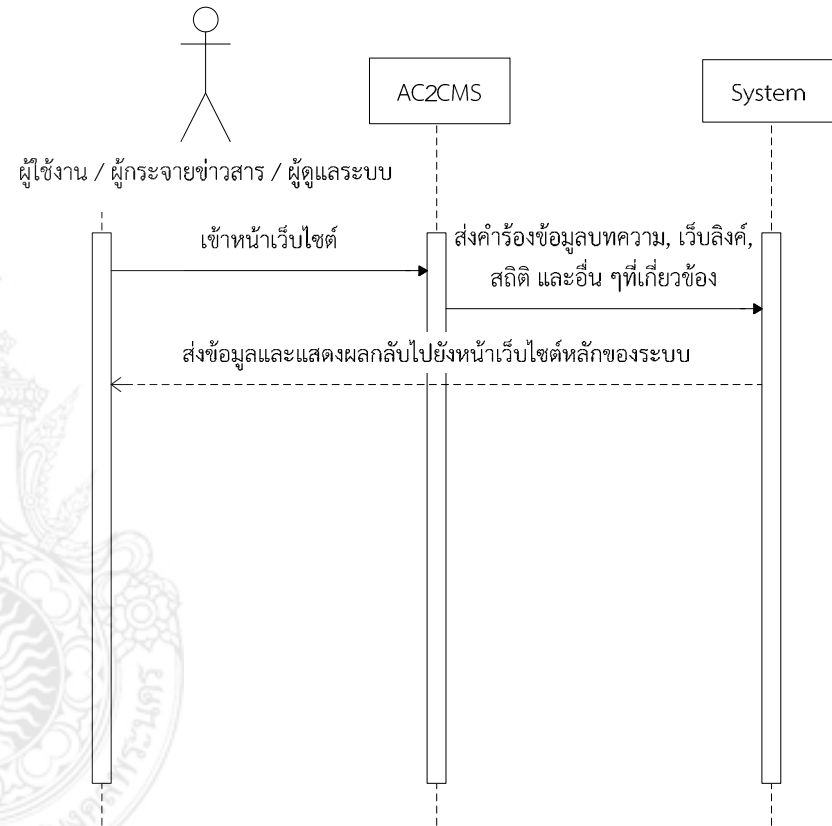 AC2CMS
System
ผู้ใช้งาน / ผู้กระจายข่าวสาร / ผู้ดูแลระบบ
เข้าหน้าเว็บไซต์
ส่งคำร้องข้อมูลบทความ, เว็บลิงค์,
สถิติ และอื่น ๆที่เกี่ยวข้อง
ส่งข้อมูลและแสดงผลกลับไปยังหน้าเว็บไซต์หลักของระบบ